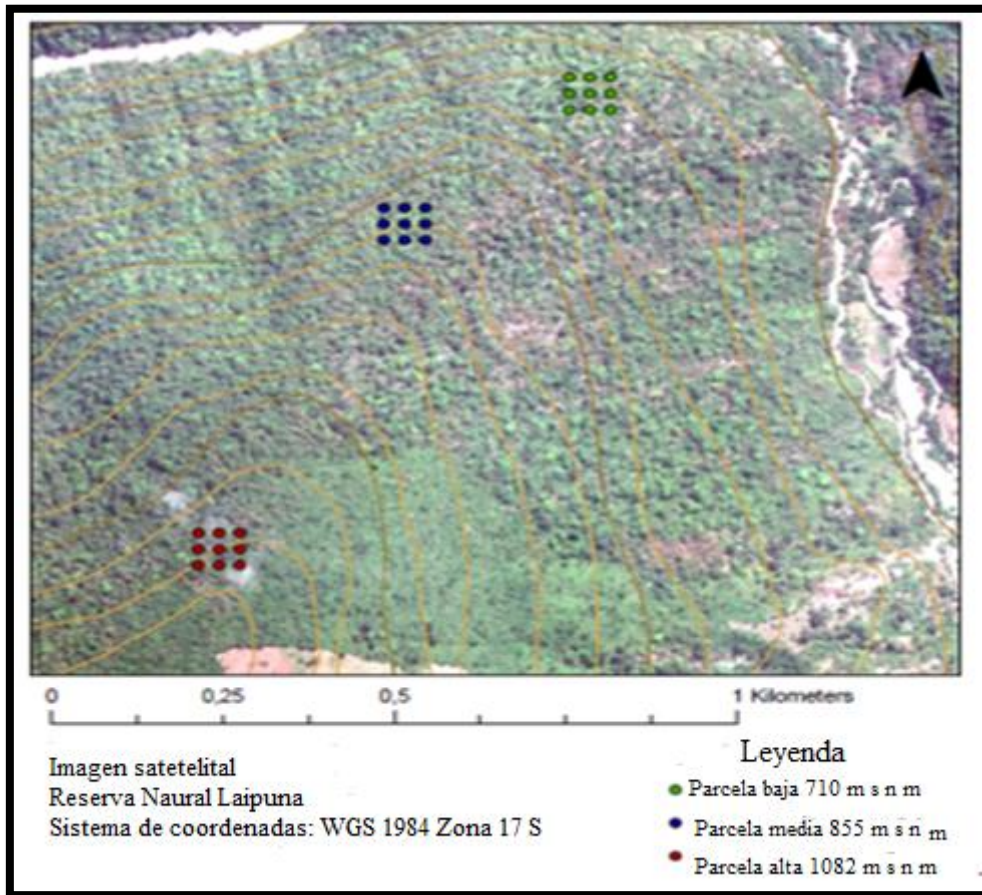 0 0,25 0,5 1 Kilometers
Imagen satetelital
Reserva Naural Laipuna
Sistema de coordenadas: WGS 1984 Zona 17 S
Leyenda
Parcela baja 710 m s n m
Parcela media 855 m s n m
Parcela alta 1082 m s n m